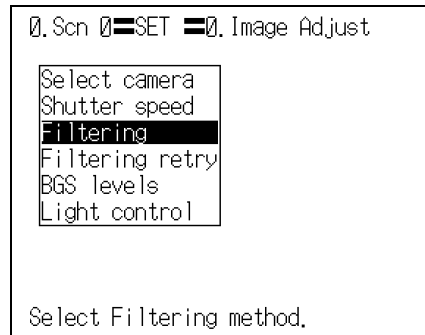 0.Scn 0=SET =0.Image Adjust
Select camera
Shutter speed
Filtering
Filtering retry
BGS levels
Light control
Select Filtering method.